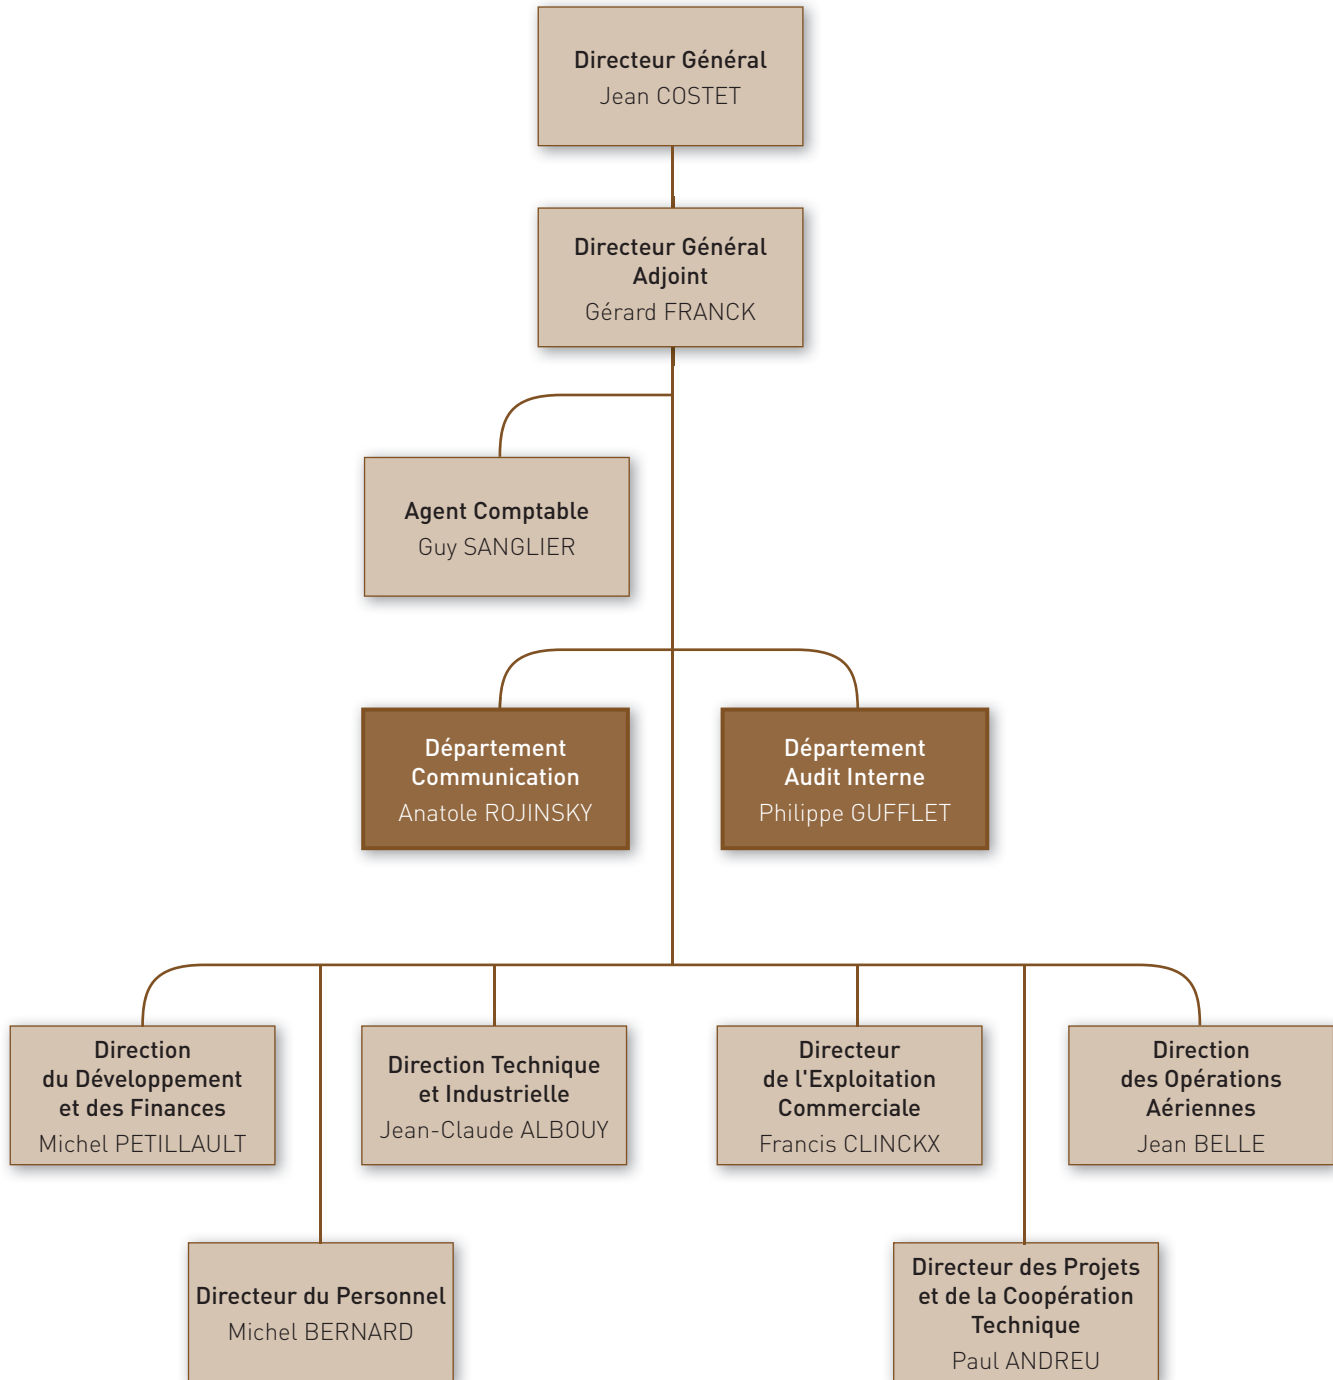 Directeur Général
Jean COSTET
Directeur Général
Adjoint
Gérard FRANCK
Agent Comptable
Guy SANGLIER
Département
Communication
Anatole ROJINSKY
Département
Audit Interne
Philippe GUFFLET
Direction
du Développement
et des Finances
Michel PETILLAULT
Direction Technique
et Industrielle
Jean-Claude ALBOUY
Directeur
de l'Exploitation
Commerciale
Francis CLINCKX
Direction
des Opérations
Aériennes
Jean BELLE
Directeur du Personnel
Michel BERNARD
Directeur des Projets
et de la Coopération
Technique
Paul ANDREU